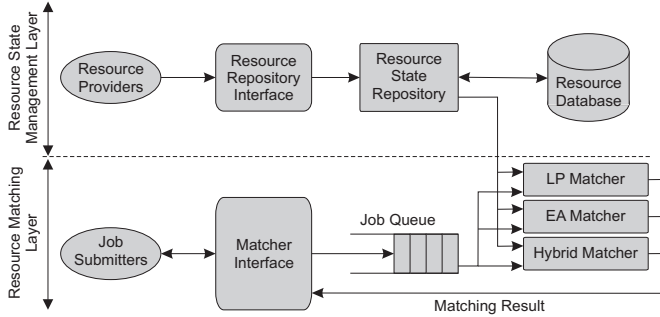 Resource State
Management Layer
Resource
Providers
Resource
Repository
Interface
Resource
State
Repository
Resource
Database
Resource Matching
Layer
Job
Submitters
Matcher
Interface
Job Queue
LP Matcher
EA Matcher
Hybrid Matcher
Matching Result